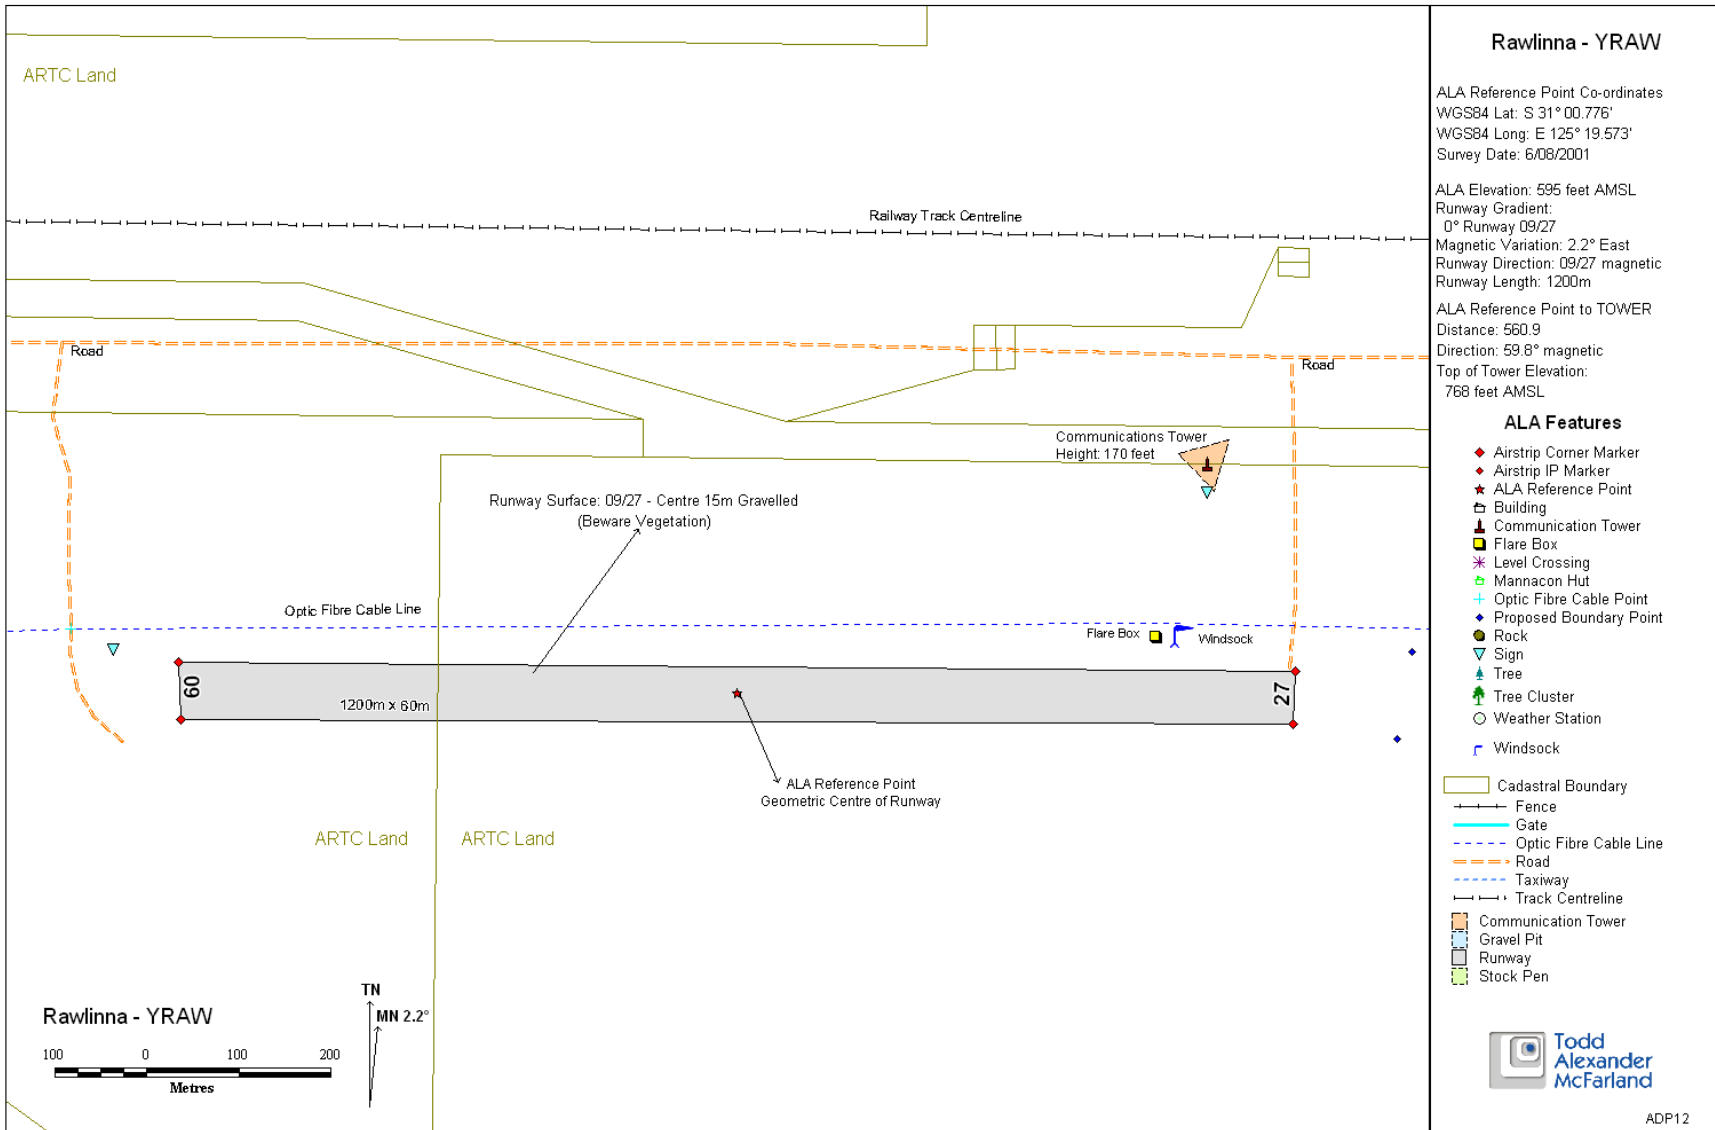 ARTC Land
Railway Track Centreline
Road
Road
Communications Tower
Height: 170 feet
Runway Surface: 09/27 - Centre 15m Gravelled
(Beware Vegetation)
Optic Fibre Cable Line
Flare Box
Windsock
09
1200m x 60m
27
ALA Reference Point
Geometric Centre of Runway
ARTC Land
ARTC Land
TN
MN 2.2°
Rawlinna - YRAW
100 0 100 200
Metres
Rawlinna - YRAW
ALA Reference Point Co-ordinates
WGS84 Lat: S 31° 00.776'
WGS84 Long: E 125° 19.573'
Survey Date: 6/08/2001
ALA Elevation: 595 feet AMSL
Runway Gradient:
0° Runway 09/27
Magnetic Variation: 2.2° East
Runway Direction: 09/27 magnetic
Runway Length: 1200m
ALA Reference Point to TOWER
Distance: 560.9
Direction: 59.8° magnetic
Top of Tower Elevation:
768 feet AMSL
ALA Features
Airstrip Corner Marker
Airstrip IP Marker
ALA Reference Point
Building
Communication Tower
Flare Box
Level Crossing
Mannacon Hut
Optic Fibre Cable Point
Proposed Boundary Point
Rock
Sign
Tree
Tree Cluster
Weather Station
Windsock
Cadastral Boundary
Fence
Gate
Optic Fibre Cable Line
Road
Taxiway
Track Centreline
Communication Tower
Gravel Pit
Runway
Stock Pen
Todd
Alexander
McFarland
ADP12